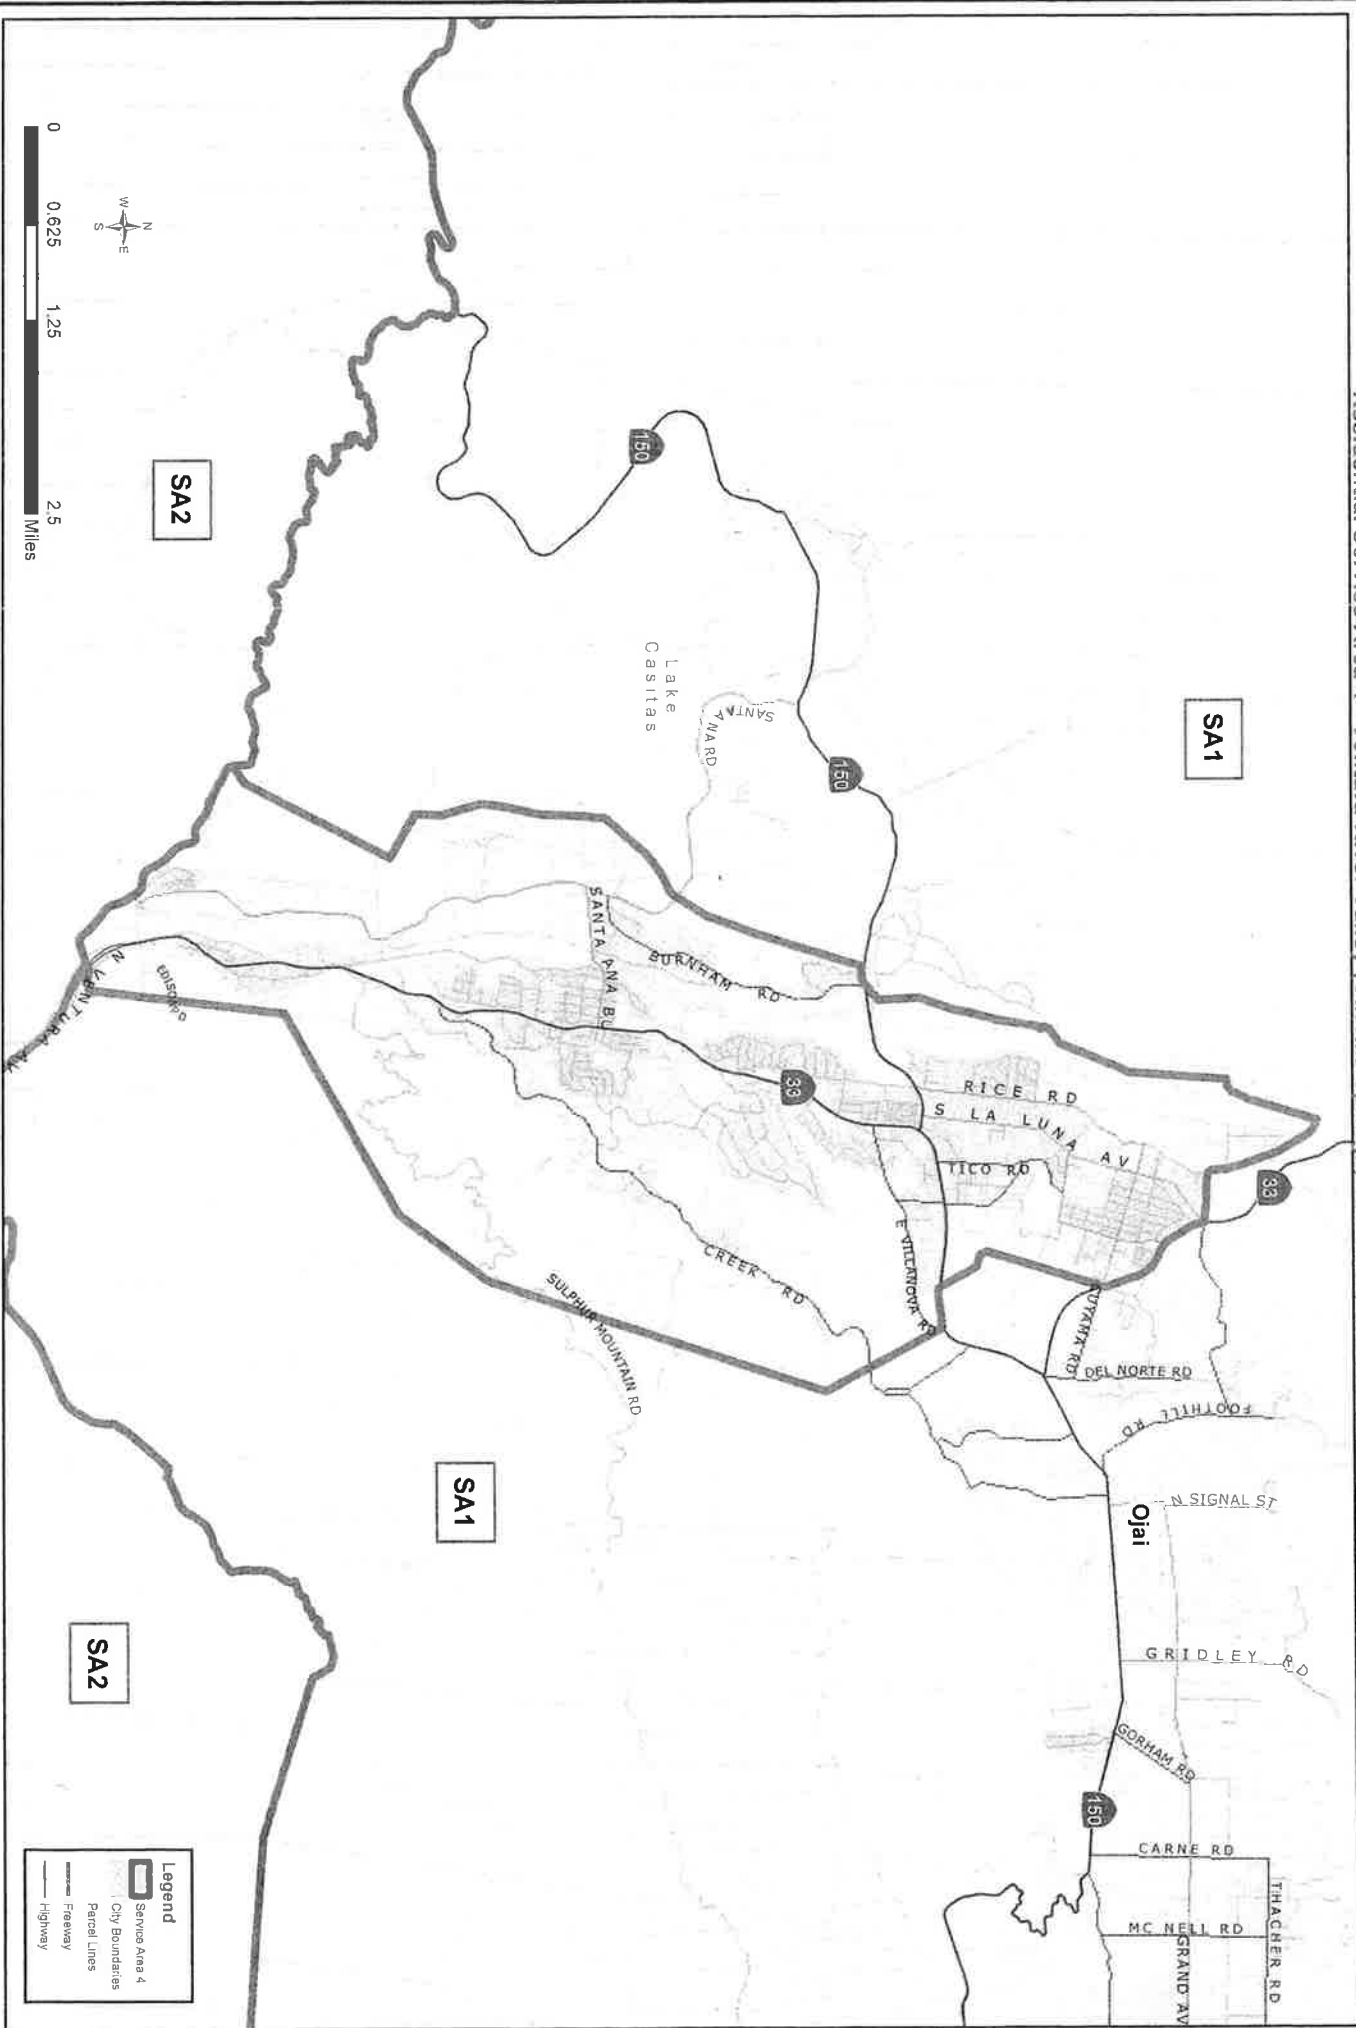 SA1
SA1
SA2
SA2
150
150
150
33
33
Lake
Casitas
SANTA ANA RD
SANTA ANA BL
BURNHAM RD
RICE RD
S LA LUNA AV
TICO RD
E VILLANOVA RD
CREEK RD
SULPHUR MOUNTAIN RD
N VENTURA AV
CUYAMA RD
DEL NORTE RD
FOOTHILL RD
N SIGNAL ST
Ojai
GRIDLEY RD
GORHAM RD
CARNE RD
THACHER RD
MC NELL RD
GRAND AV
N
W
E
S
0 0.625 1.25 2.5
Miles
Legend
Service Area 4
City Boundaries
Parcel Lines
Freeway
Highway